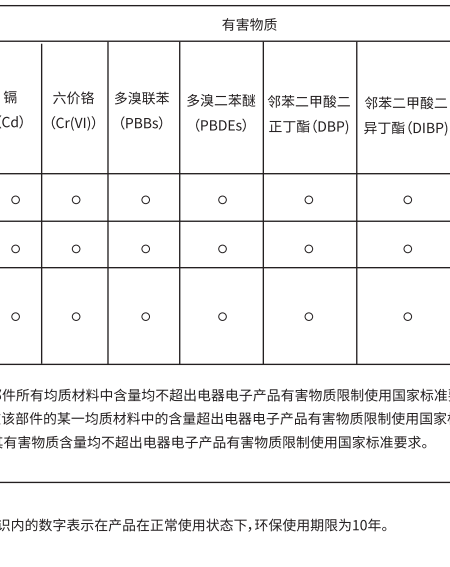 有害物质
镉
(Cd)
六价铬
(Cr(VI))
多溴联苯
(PBBs)
多溴二苯醚
(PBDEs)
邻苯二甲酸二
正丁酯(DBP)
邻苯二甲酸二
异丁酯(DIBP)
○ ○ ○ ○ ○ ○
○ ○ ○ ○ ○ ○
○ ○ ○ ○ ○ ○
部件所有均质材料中含量均不超出电器电子产品有害物质限制使用国家标准
该部件的某一均质材料中的含量超出电器电子产品有害物质限制使用国家
有害物质含量均不超出电器电子产品有害物质限制使用国家标准要求。
识内的数字表示在产品在正常使用状态下，环保使用期限为10年。